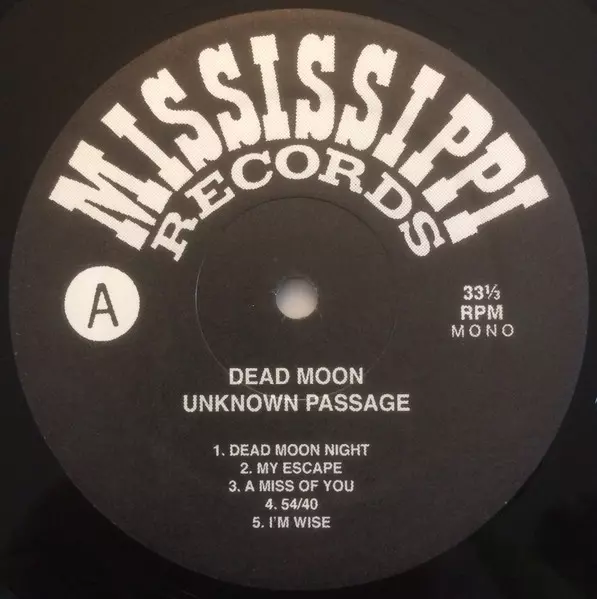 MISSISSIPPI
RECORDS
A
33⅓
RPM
MONO
DEAD MOON
UNKNOWN PASSAGE
1. DEAD MOON NIGHT
2. MY ESCAPE
3. A MISS OF YOU
4. 54/40
5. I'M WISE